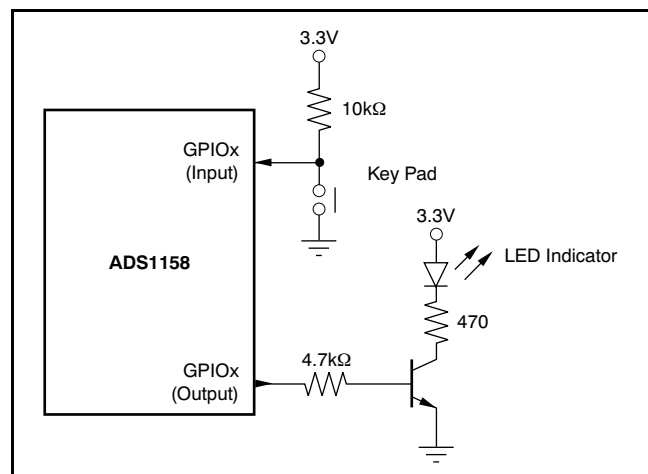 3.3V
10kΩ
GPIOx
(Input)
Key Pad
3.3V
LED Indicator
ADS1158
470
4.7kΩ
GPIOx
(Output)